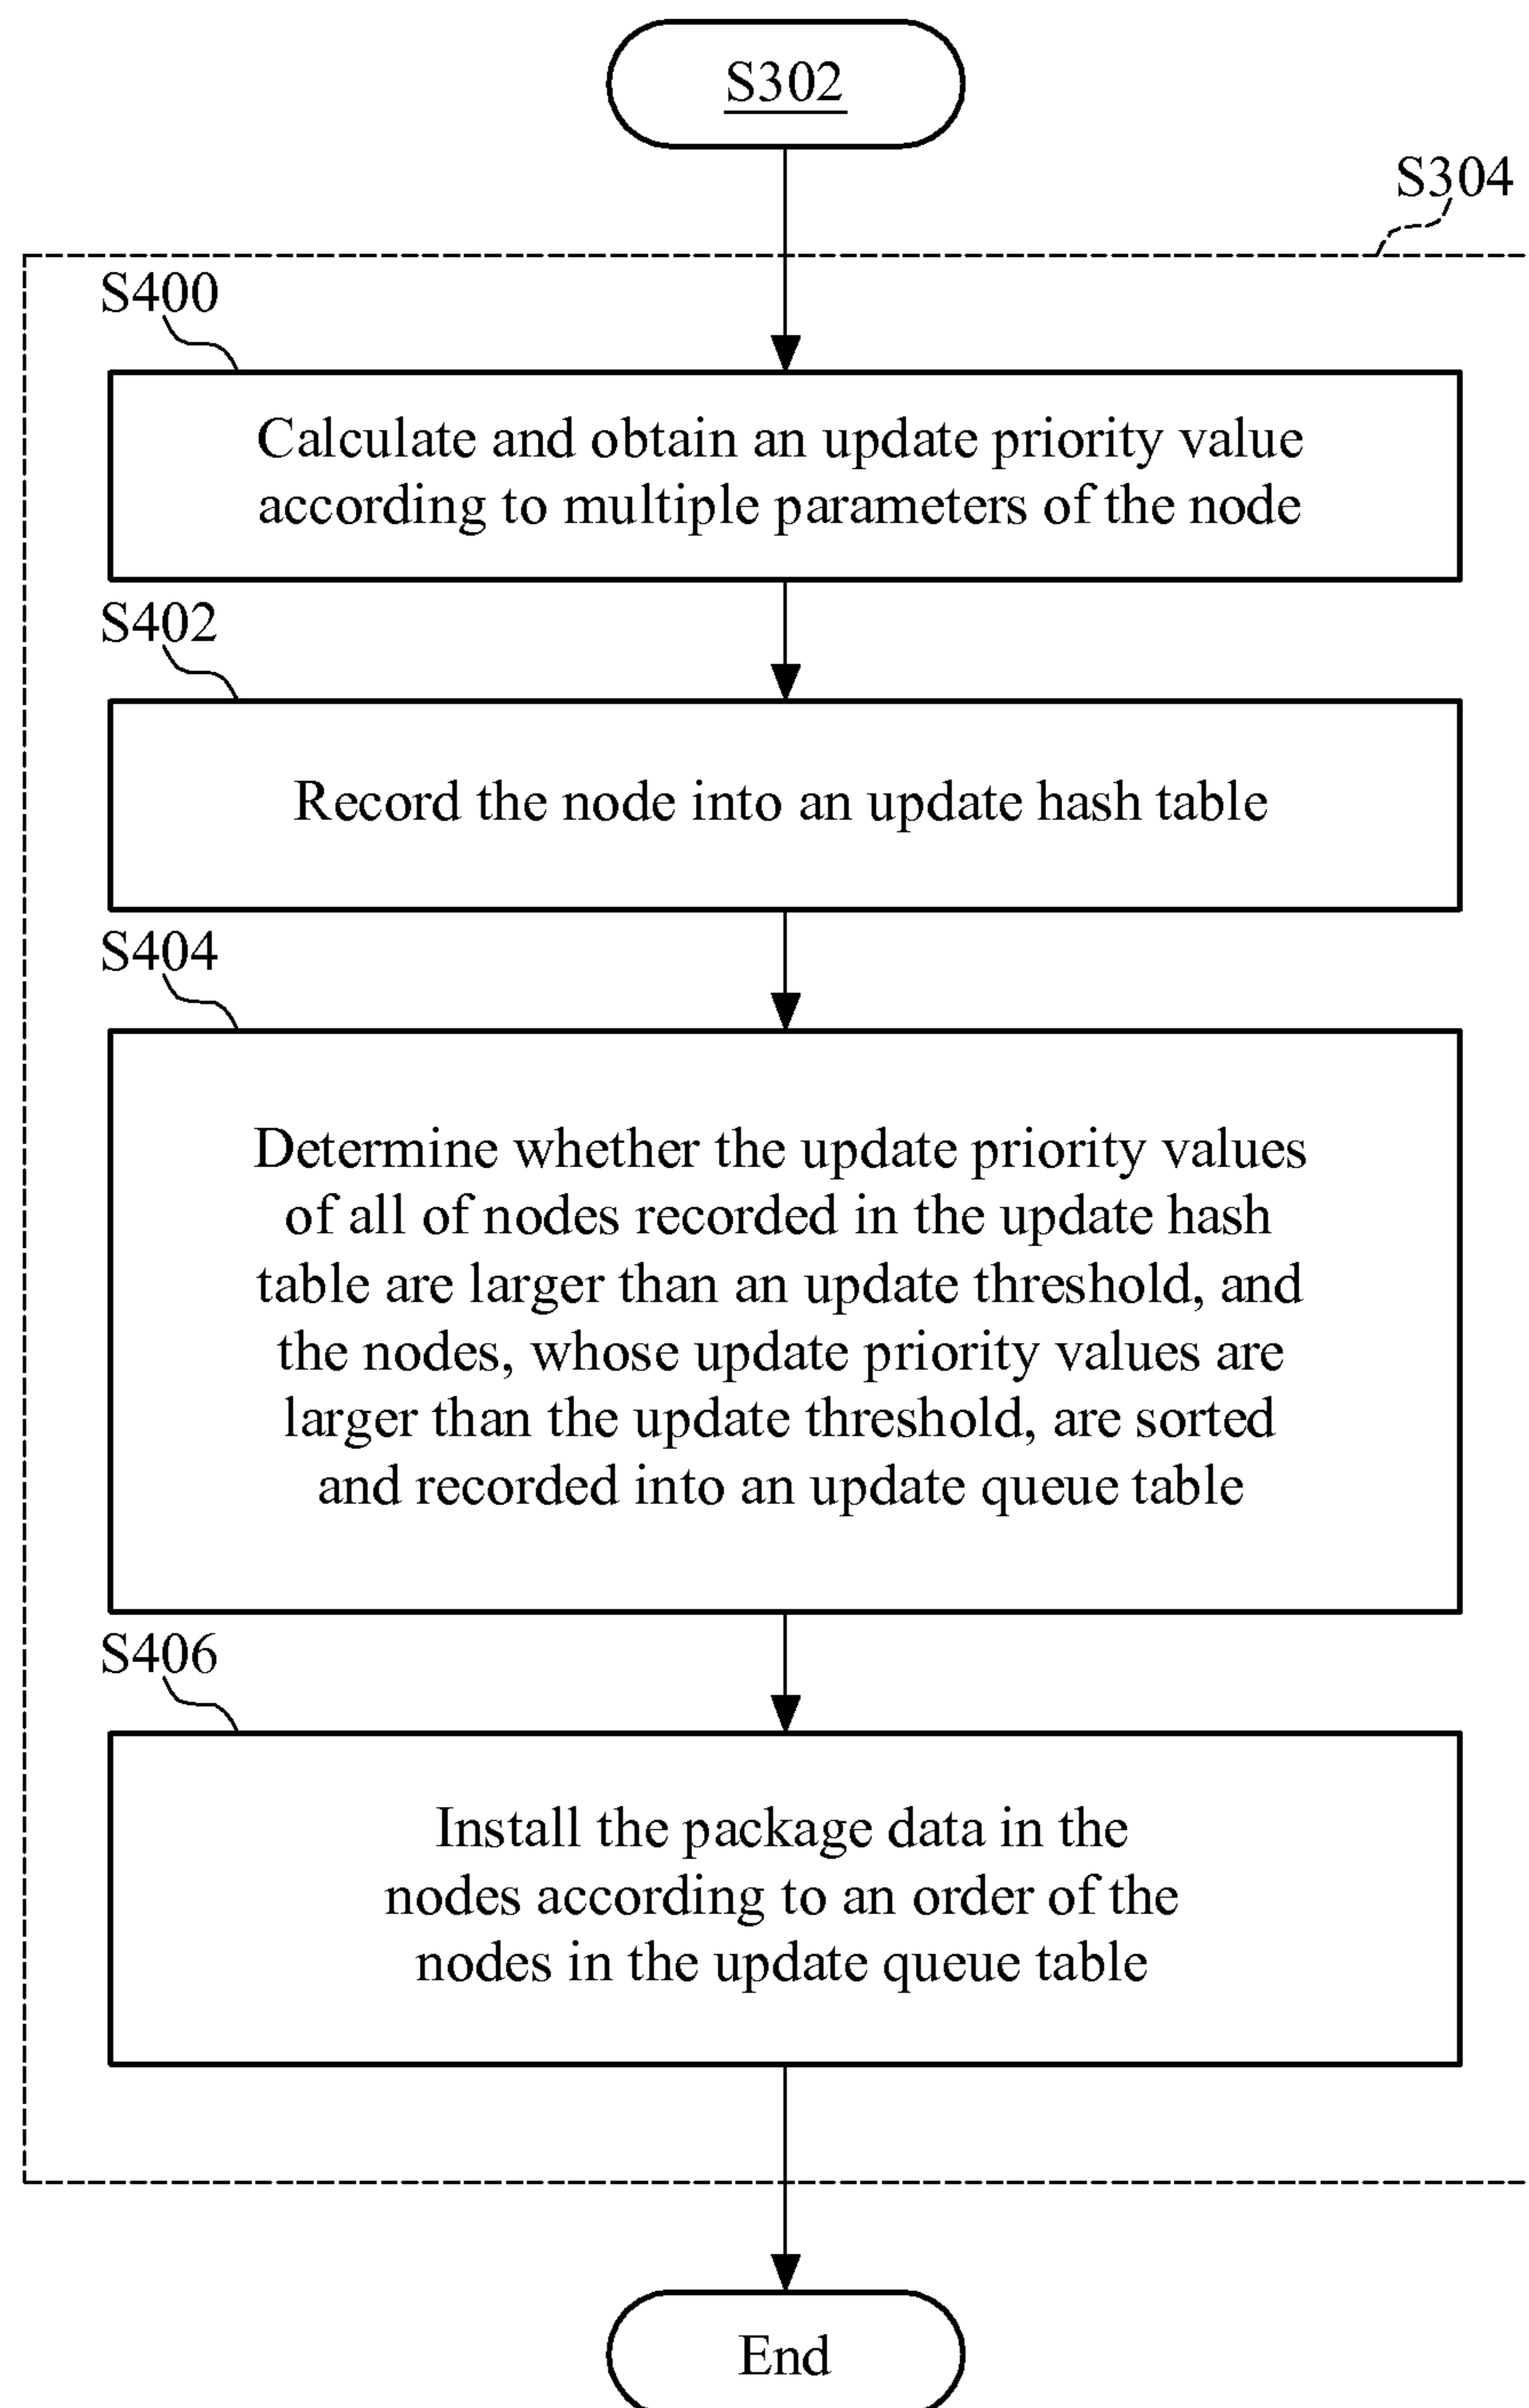 S302
S304
S400
Calculate and obtain an update priority value
according to multiple parameters of the node
S402
Record the node into an update hash table
S404
Determine whether the update priority values
of all of nodes recorded in the update hash
table are larger than an update threshold, and
the nodes, whose update priority values are
larger than the update threshold, are sorted
and recorded into an update queue table
S406
Install the package data in the
nodes according to an order of the
nodes in the update queue table
End